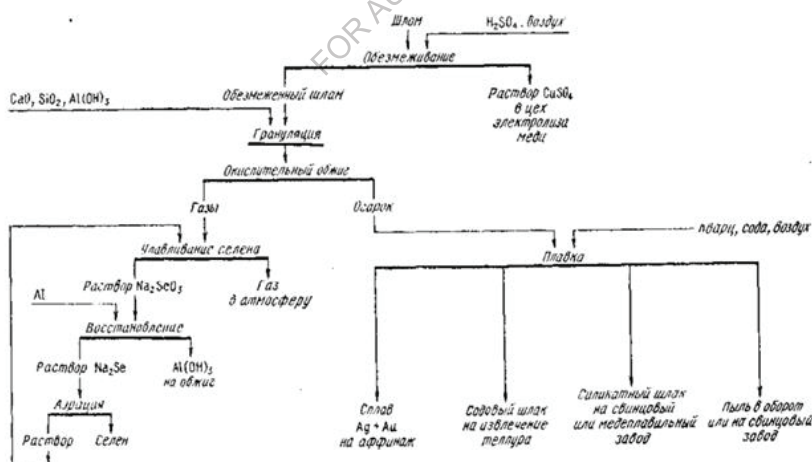 Шлам
H₂SO₄, воздух
FOR AU
Обезмеживание
CaO, SiO₂, Al(OH)₃
Обезмеженный шлам
Раствор CuSO₄
в цех
электролиза
меди
Грануляция
Окислительный обжиг
Газы
Огарок
Кварц, сода, воздух
Улавливание селена
Плавка
Раствор Na₂SeO₃
Газ
в атмосферу
Al
Восстановление
Раствор Na₂Se
Al(OH)₃
на обжиг
Аэрация
Раствор
Селен
Сплав
Ag + Au
на аффинаж
Содовый шлак
на извлечение
теллура
Силикатный шлак
на свинцовый
или медеплавильный
завод
Пыль в оборот
или на свинцовый
завод